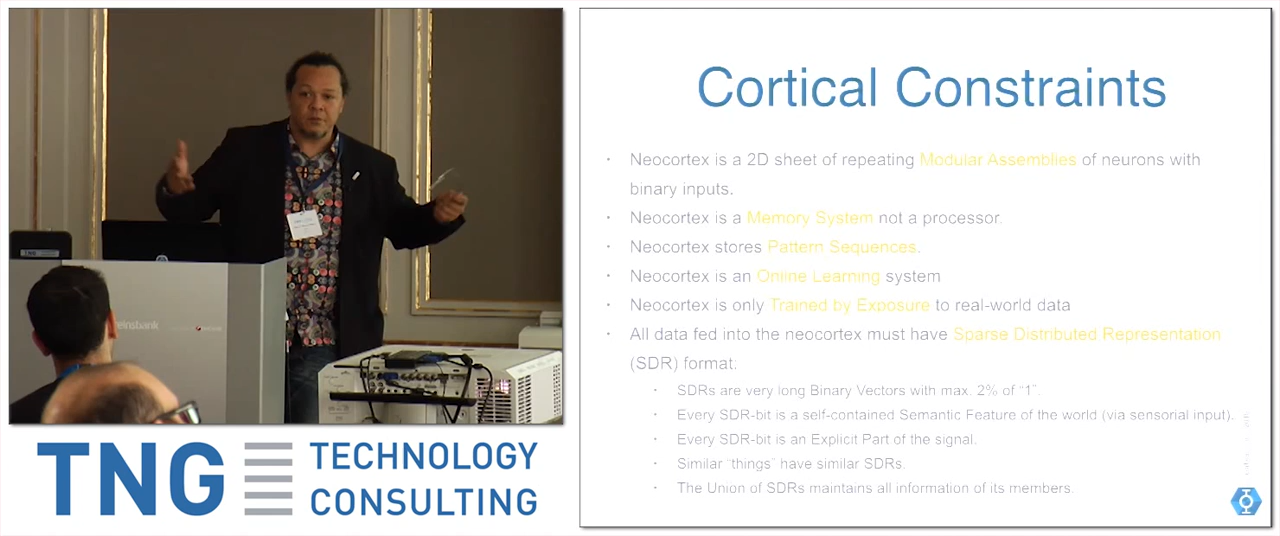 Cortical Constraints
· Neocortex is a 2D sheet of repeating Modular Assemblies of neurons with
binary inputs.
· Neocortex is a Memory System not a processor.
· Neocortex stores Pattern Sequences.
· Neocortex is an Online Learning system
· Neocortex is only Trained by Exposure to real-world data
· All data fed into the neocortex must have Sparse Distributed Representation
(SDR) format:
· SDRs are very long Binary Vectors with max. 2% of “1”.
· Every SDR-bit is a self-contained Semantic Feature of the world (via sensorial input).
· Every SDR-bit is an Explicit Part of the signal.
· Similar “things” have similar SDRs.
· The Union of SDRs maintains all information of its members.
TNG TECHNOLOGY
CONSULTING